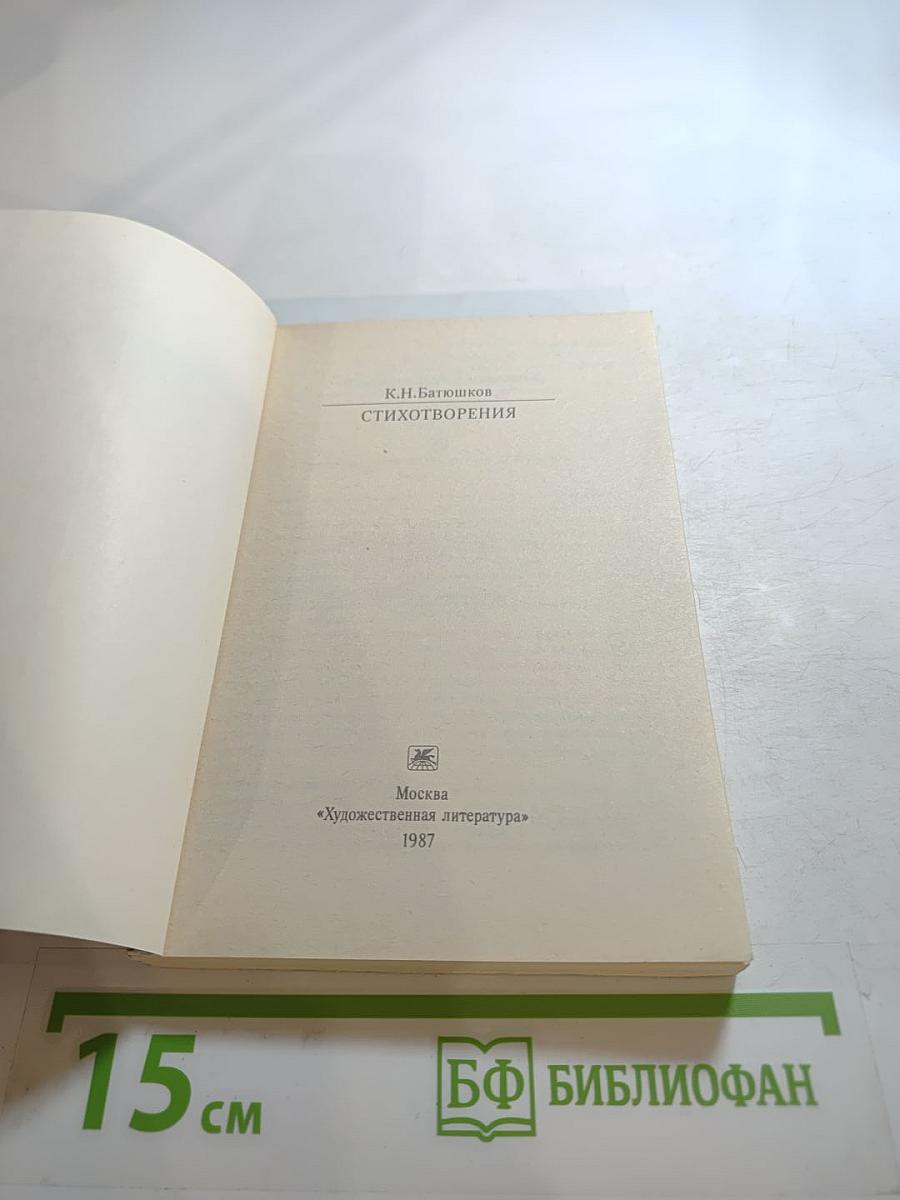 К.Н.Батюшков
СТИХОТВОРЕНИЯ
Москва
«Художественная литература»
1987
15 см
БФ БИБЛИОФАН